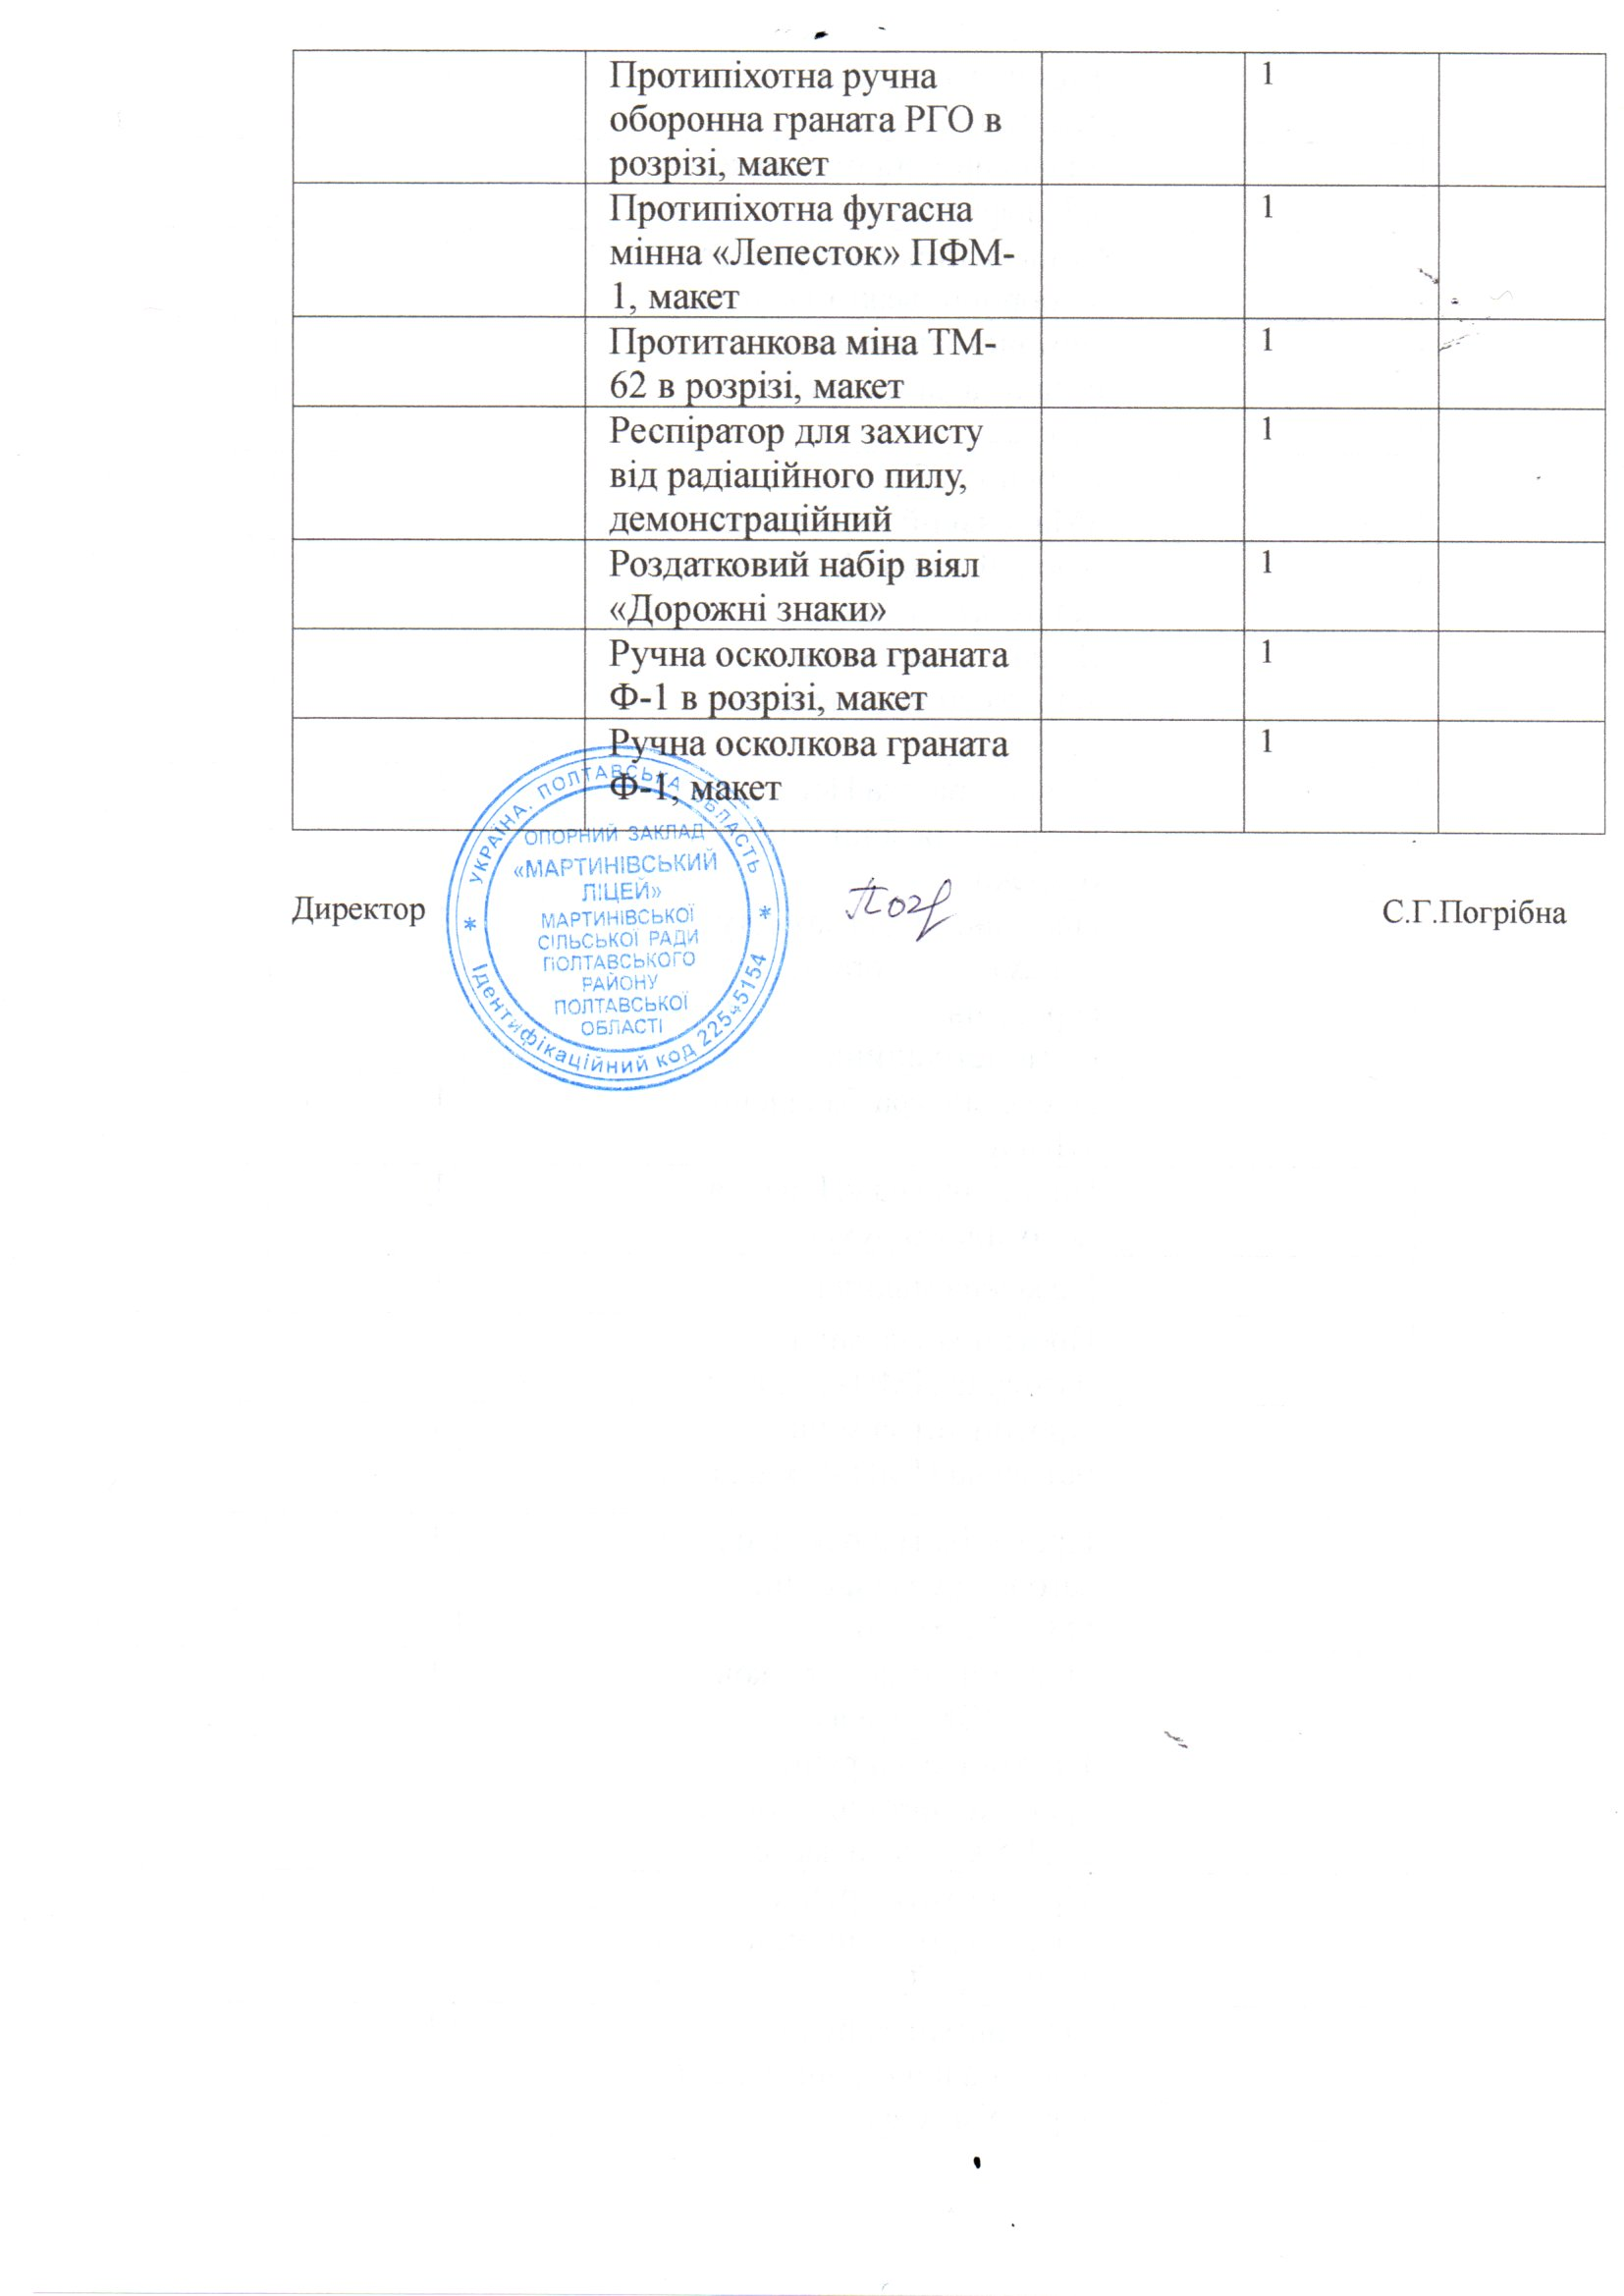 Протипіхотна ручна 1
оборонна граната РГО в
розрізі, макет
Протипіхотна фугасна 1
мінна «Лепесток» ПФМ-
1, макет
Протитанкова міна ТМ- 1
62 в розрізі, макет
Респіратор для захисту 1
від радіаційного пилу,
демонстраційний
Роздатковий набір віял 1
«Дорожні знаки»
Ручна осколкова граната 1
Ф-1 в розрізі, макет
Ручна осколкова граната 1
Ф-1, макет
УКРАЇНА. ПОЛТАВСЬКА ОБЛАСТЬ
ОПОРНИЙ ЗАКЛАД
«МАРТИНІВСЬКИЙ
ЛІЦЕЙ»
МАРТИНІВСЬКОЇ
СІЛЬСЬКОЇ РАДИ
ПОЛТАВСЬКОГО
РАЙОНУ
ПОЛТАВСЬКОЇ
ОБЛАСТІ
Ідентифікаційний код
Директор Погр С.Г.Погрібна